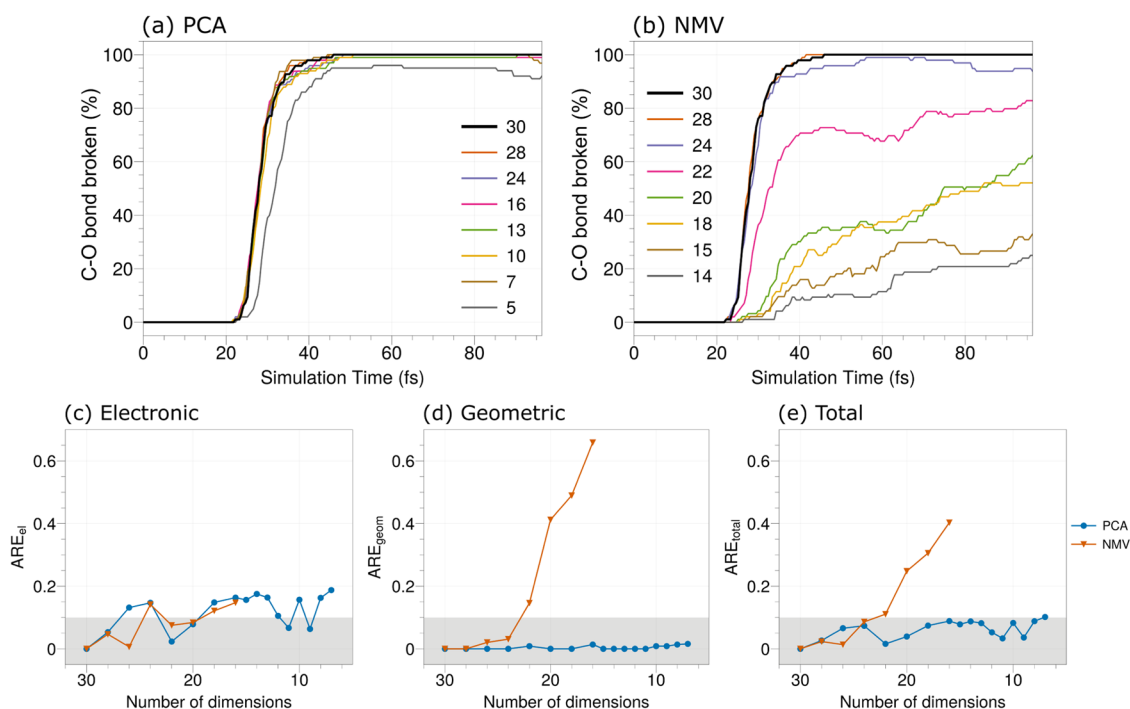 (a) PCA
C-O bond broken (%)
100
80
60
40
20
0
30
28
24
16
13
10
7
5
0 20 40 60 80
Simulation Time (fs)
(b) NMV
C-O bond broken (%)
100
80
60
40
20
0
30
28
24
22
20
18
15
14
0 20 40 60 80
Simulation Time (fs)
(c) Electronic
ARE_el
0.6
0.4
0.2
0
30 20 10
Number of dimensions
(d) Geometric
ARE_geom
0.6
0.4
0.2
0
30 20 10
Number of dimensions
(e) Total
ARE_total
0.6
0.4
0.2
0
30 20 10
Number of dimensions
PCA
NMV